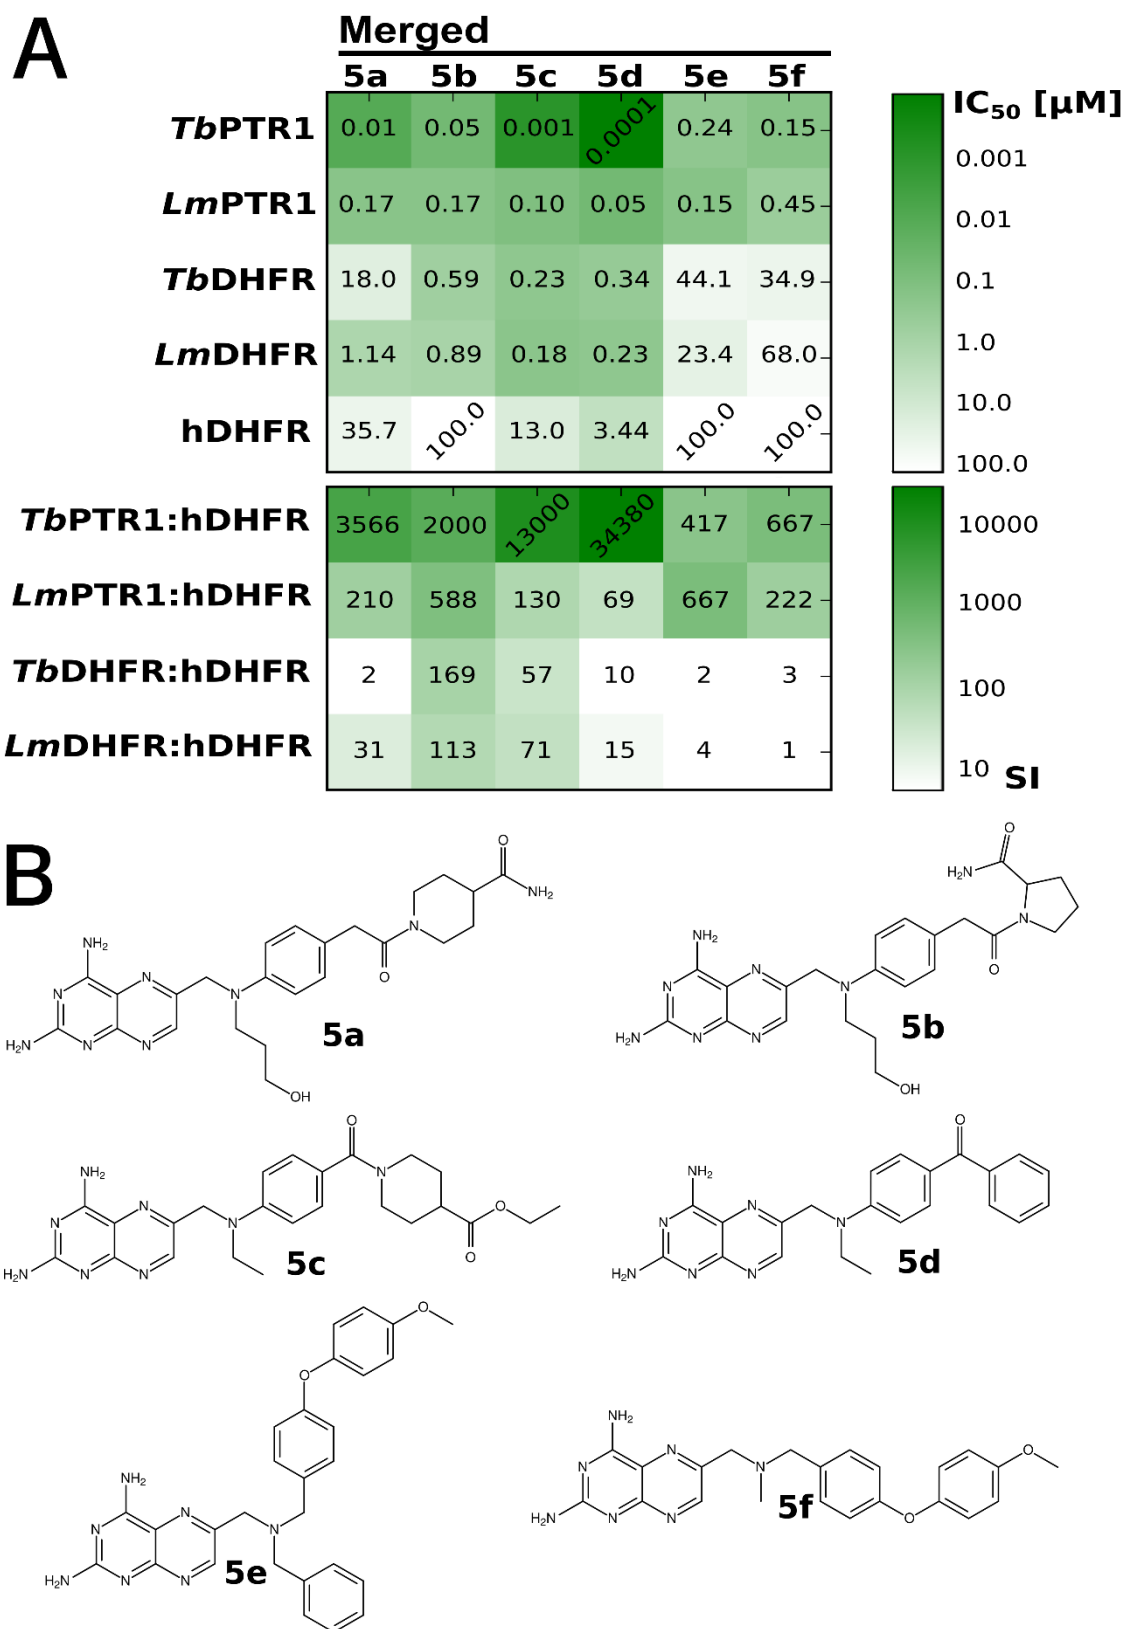 A
Merged
5a 5b 5c 5d 5e 5f
IC50 [µM]
TbPTR1 0.01 0.05 0.001 0.0001 0.24 0.15
0.001
LmPTR1 0.17 0.17 0.10 0.05 0.15 0.45
0.01
TbDHFR 18.0 0.59 0.23 0.34 44.1 34.9
0.1
LmDHFR 1.14 0.89 0.18 0.23 23.4 68.0
1.0
hDHFR 35.7 100.0 13.0 3.44 100.0 100.0
10.0
100.0
TbPTR1:hDHFR 3566 2000 13000 34380 417 667
10000
LmPTR1:hDHFR 210 588 130 69 667 222
1000
TbDHFR:hDHFR 2 169 57 10 2 3
100
LmDHFR:hDHFR 31 113 71 15 4 1
10 SI
B
O
NH2
N
O
NH2
N
N
N
H2N
N
N
5a
OH
O
H2N
N
O
NH2
N
N
N
H2N
N
N
5b
OH
O
NH2
N
N
N
N
O
O
H2N
N
N
5c
O
NH2
N
N
N
H2N
N
N
5d
O
O
NH2
N
N
N
H2N
N
N
5e
NH2
N
N
N
O
H2N
N
N
O
5f